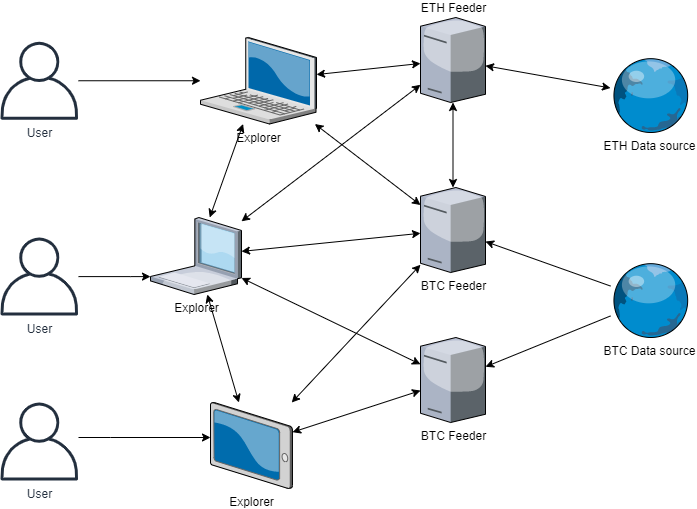 ETH Feeder
User
Explorer
ETH Data source
User
Explorer
BTC Feeder
BTC Data source
BTC Feeder
User
Explorer